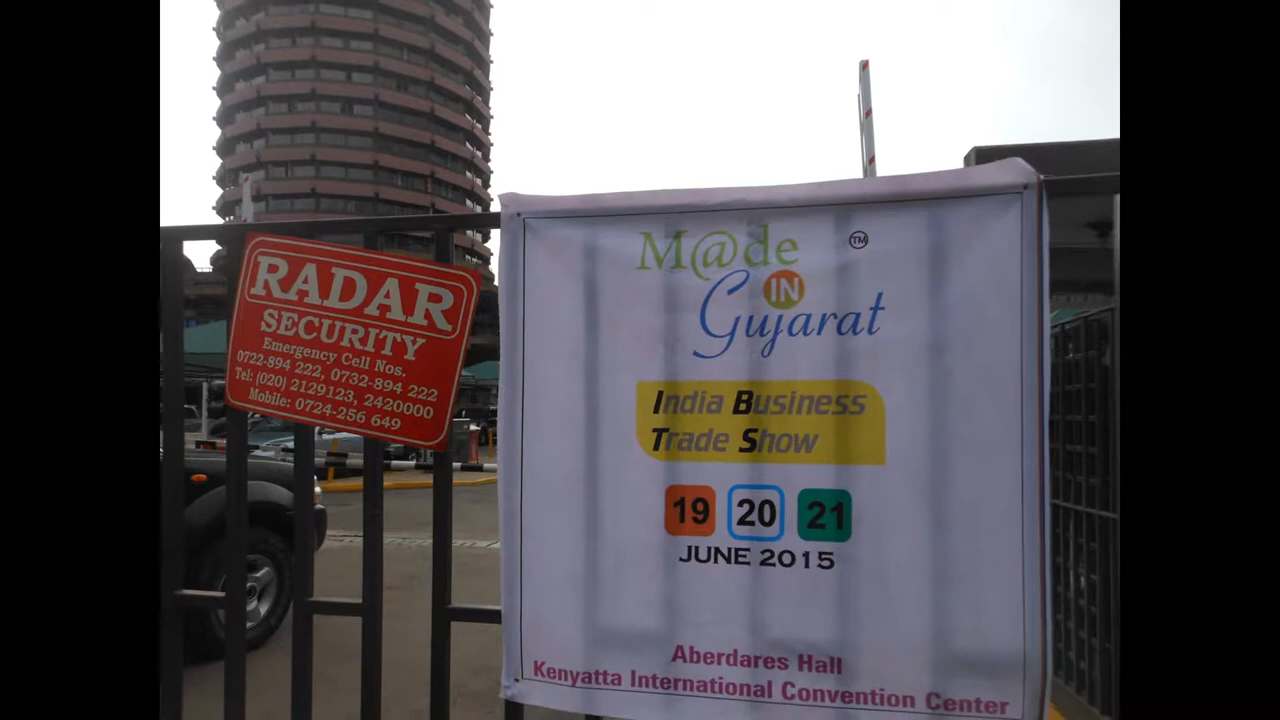 RADAR
SECURITY
Emergency Cell Nos.
0722-894 222, 0732-894 222
Tel: (020) 2129123, 2420000
Mobile: 0724-256 649
M@de TM
IN
Gujarat
India Business
Trade Show
19 20 21
JUNE 2015
Aberdares Hall
Kenyatta International Convention Center